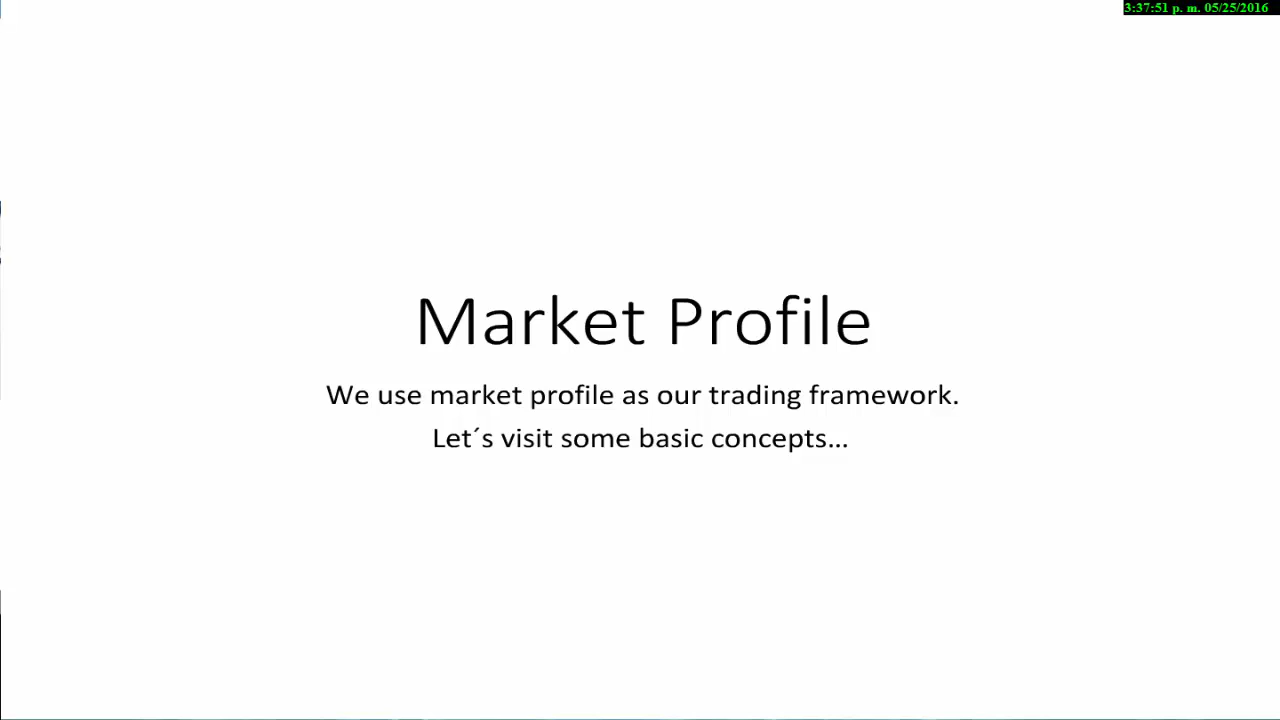 3:37:51 p. m. 05/25/2016
Market Profile
We use market profile as our trading framework.
Let´s visit some basic concepts...